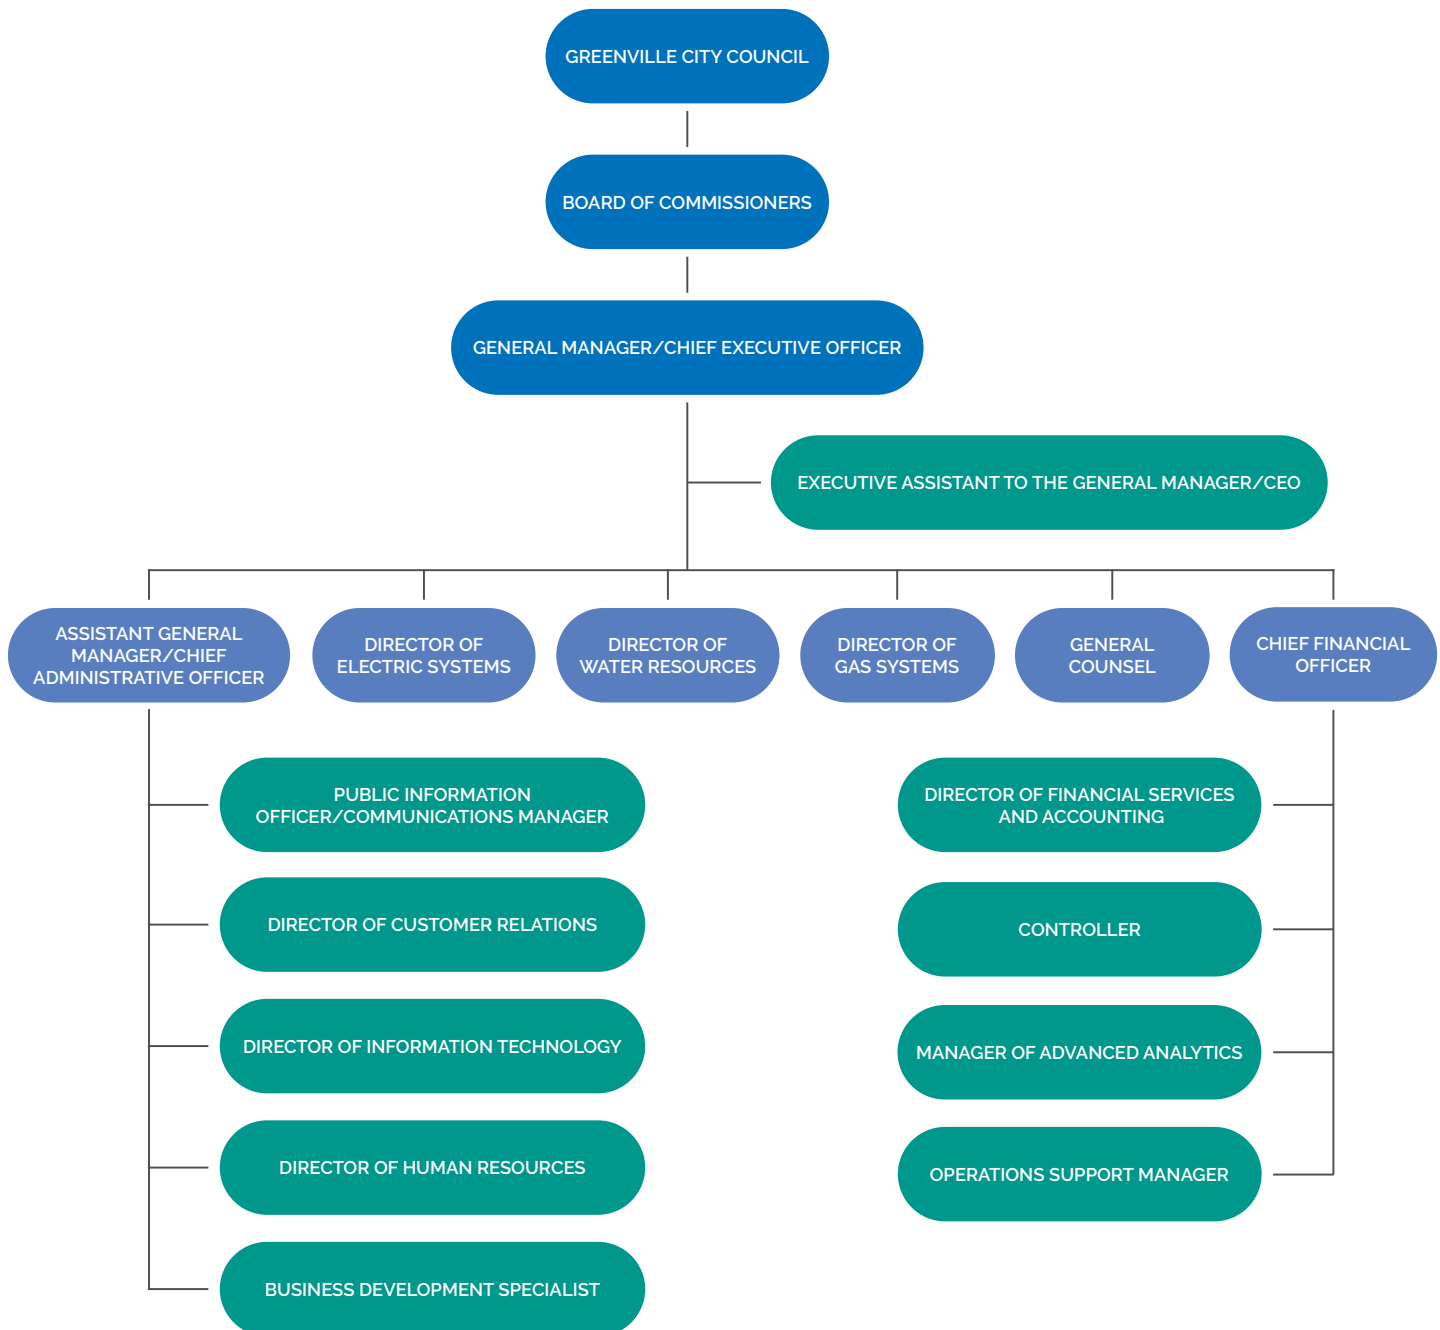 GREENVILLE CITY COUNCIL
BOARD OF COMMISSIONERS
GENERAL MANAGER/CHIEF EXECUTIVE OFFICER
EXECUTIVE ASSISTANT TO THE GENERAL MANAGER/CEO
ASSISTANT GENERAL
MANAGER/CHIEF
ADMINISTRATIVE OFFICER
DIRECTOR OF
ELECTRIC SYSTEMS
DIRECTOR OF
WATER RESOURCES
DIRECTOR OF
GAS SYSTEMS
GENERAL
COUNSEL
CHIEF FINANCIAL
OFFICER
PUBLIC INFORMATION
OFFICER/COMMUNICATIONS MANAGER
DIRECTOR OF CUSTOMER RELATIONS
DIRECTOR OF INFORMATION TECHNOLOGY
DIRECTOR OF HUMAN RESOURCES
BUSINESS DEVELOPMENT SPECIALIST
DIRECTOR OF FINANCIAL SERVICES
AND ACCOUNTING
CONTROLLER
MANAGER OF ADVANCED ANALYTICS
OPERATIONS SUPPORT MANAGER